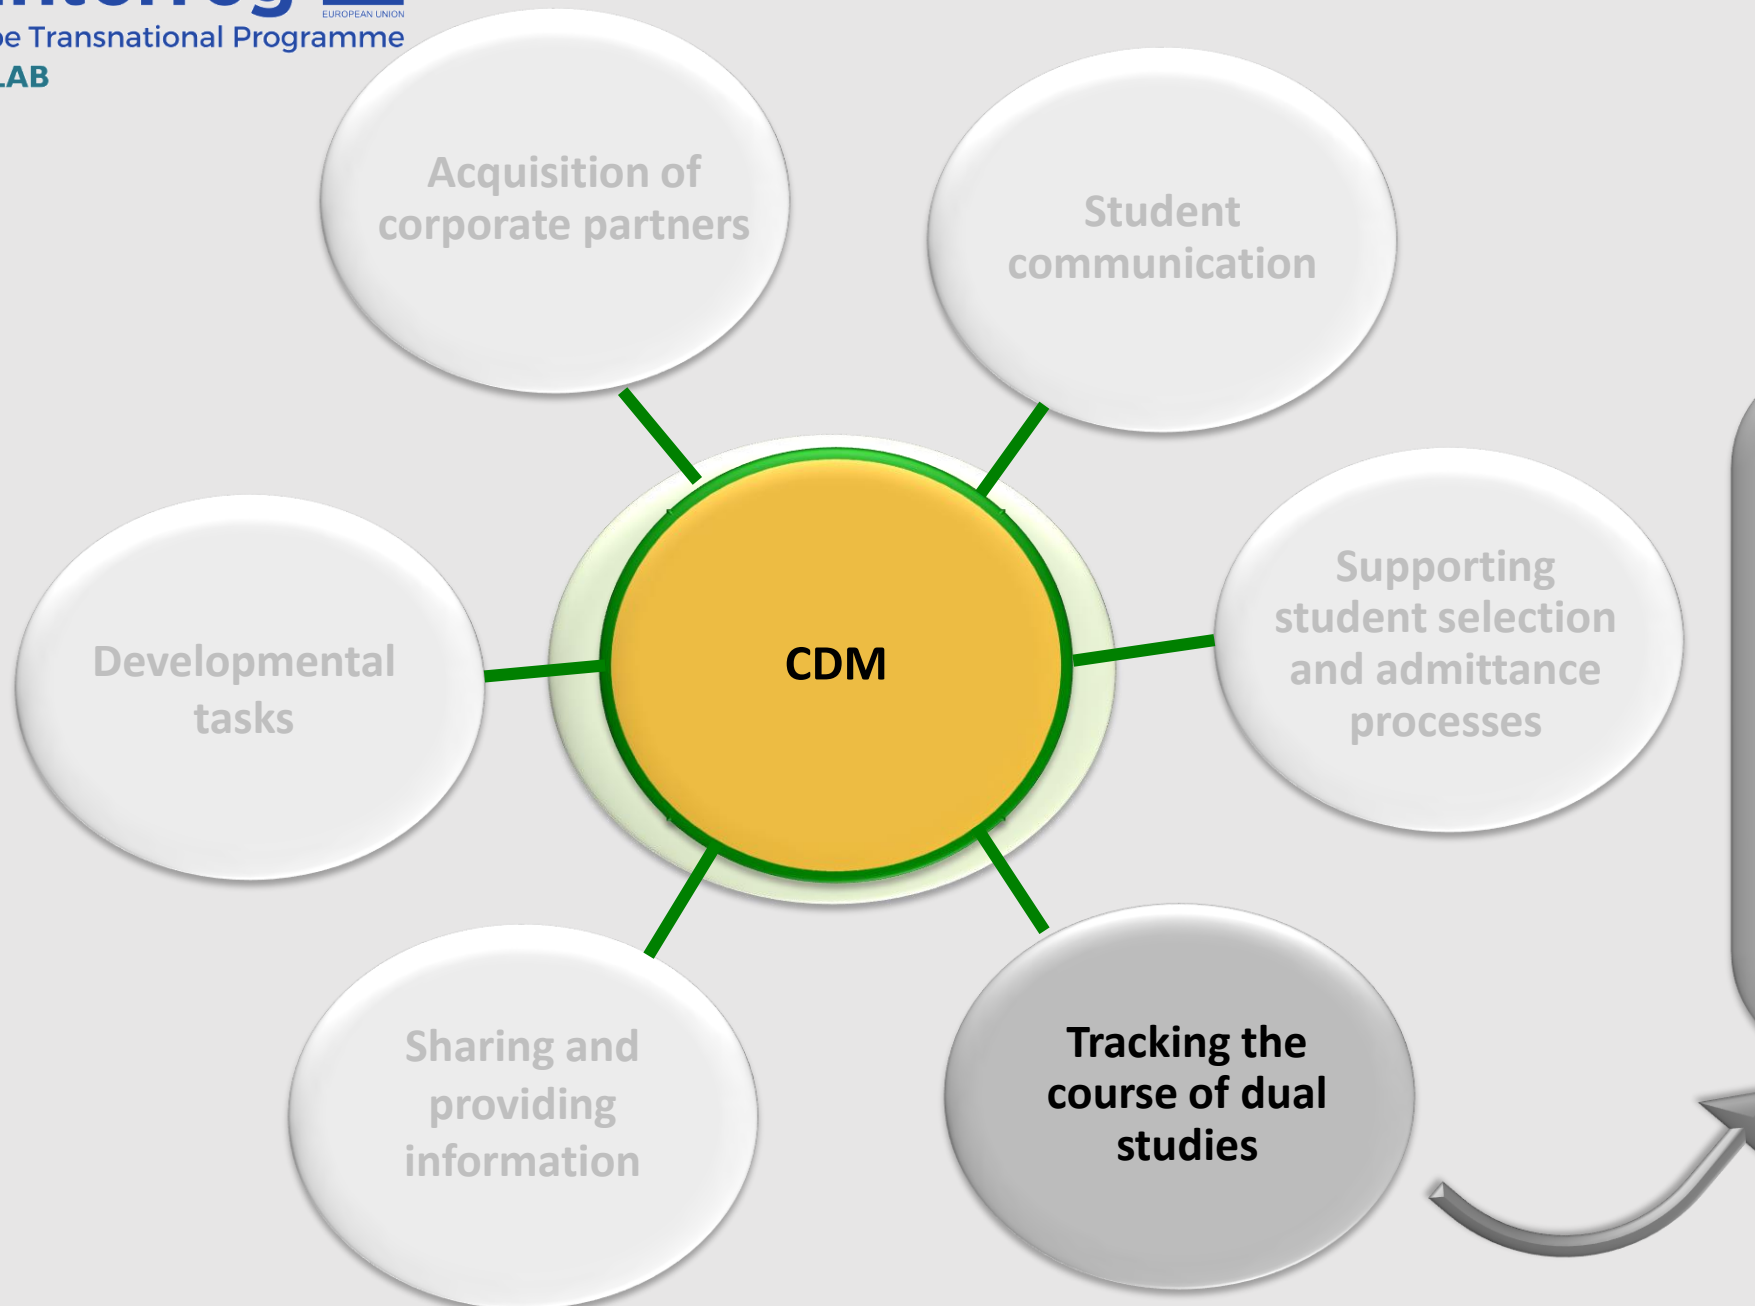 EUROPEAN UNION
Transnational Programme
LAB
Acquisition of
corporate partners
Student
communication
Supporting
student selection
and admittance
processes
CDM
Developmental
tasks
Sharing and
providing
information
Tracking the
course of dual
studies